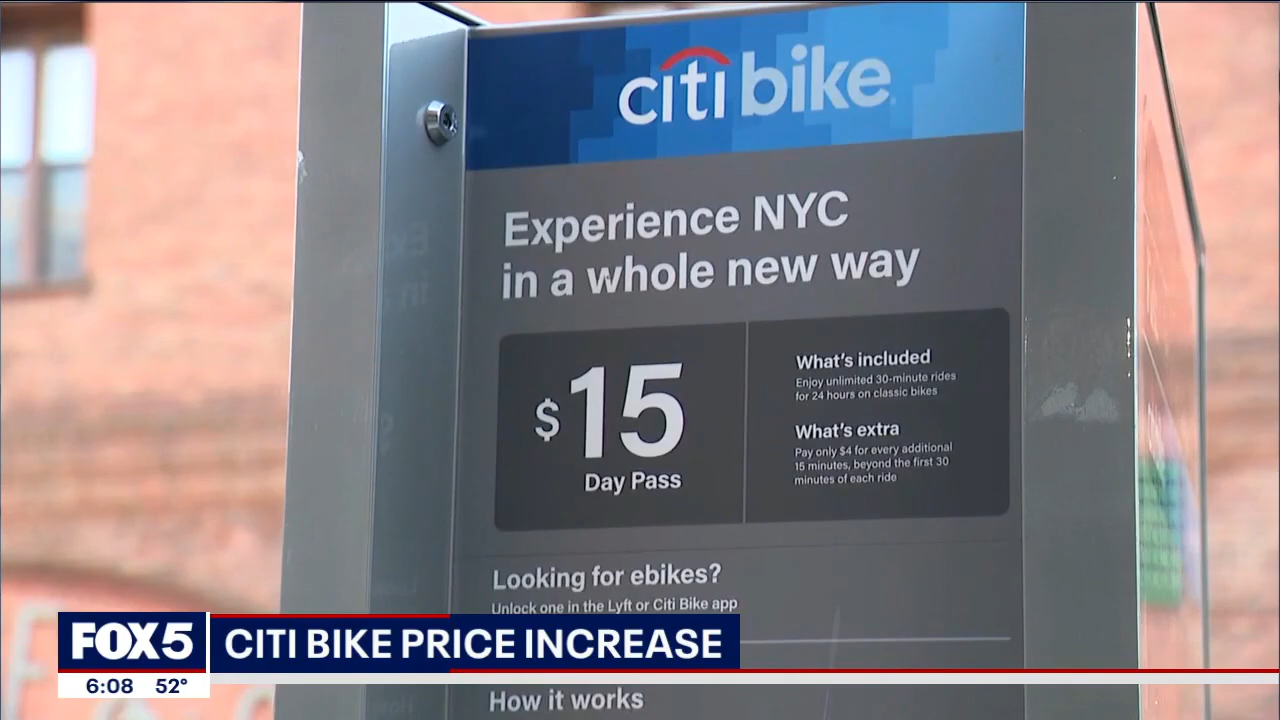 citi bike
Experience NYC
in a whole new way
$15
Day Pass
What's included
Enjoy unlimited 30-minute rides
for 24 hours on classic bikes
What's extra
Pay only $4 for every additional
15 minutes, beyond the first 30
minutes of each ride
Looking for ebikes?
Unlock one in the Lyft or Citi Bike app
How it works
FOX5
CITI BIKE PRICE INCREASE
6:08 52°